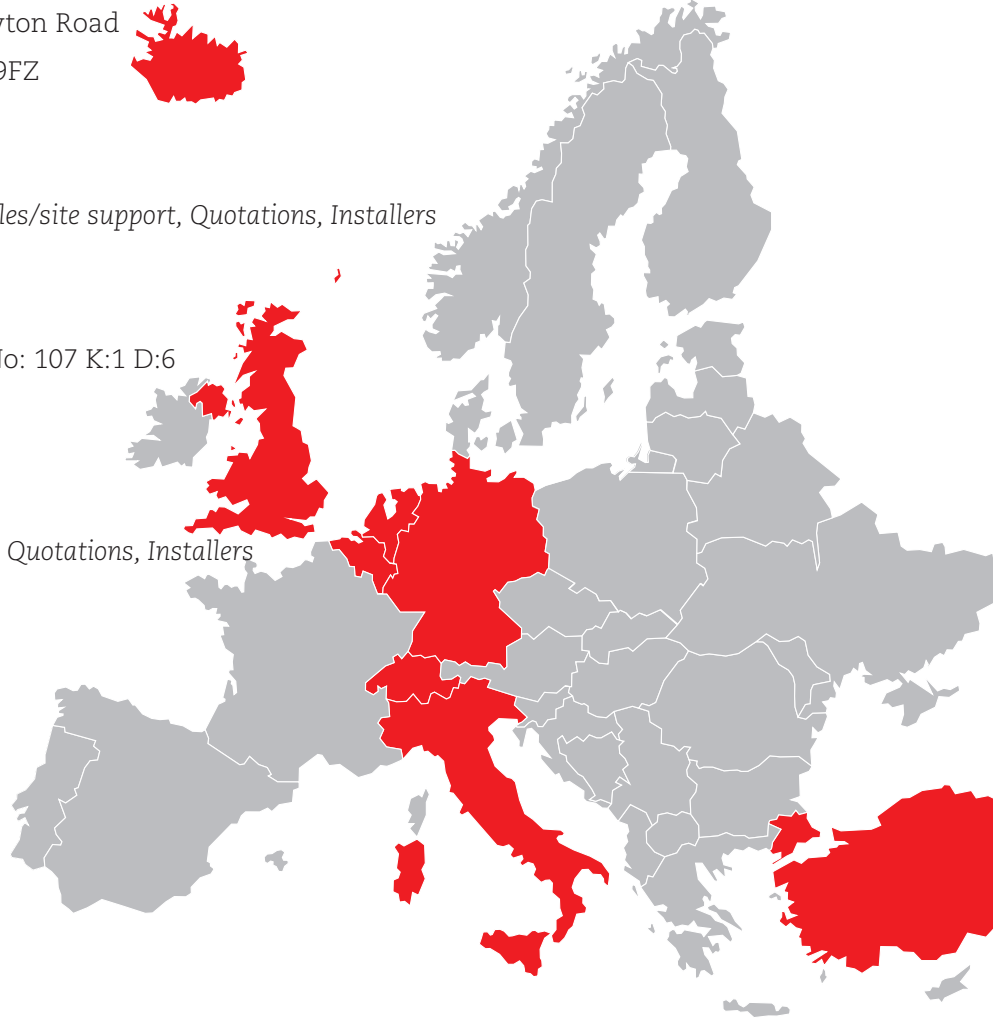 yton Road
9FZ
les/site support, Quotations, Installers
No: 107 K:1 D:6
Quotations, Installers